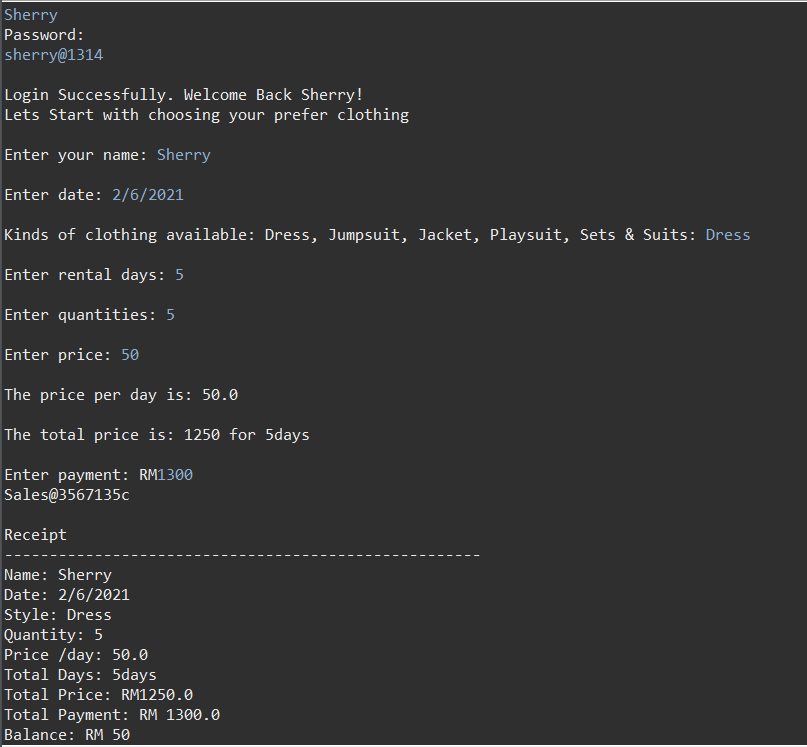 Sherry
Password:
sherry@1314
Login Successfully. Welcome Back Sherry!
Lets Start with choosing your prefer clothing
Enter your name: Sherry
Enter date: 2/6/2021
Kinds of clothing available: Dress, Jumpsuit, Jacket, Playsuit, Sets & Suits: Dress
Enter rental days: 5
Enter quantities: 5
Enter price: 50
The price per day is: 50.0
The total price is: 1250 for 5days
Enter payment: RM1300
Sales@3567135c
Receipt
-----------------------------------------------------
Name: Sherry
Date: 2/6/2021
Style: Dress
Quantity: 5
Price /day: 50.0
Total Days: 5days
Total Price: RM1250.0
Total Payment: RM 1300.0
Balance: RM 50